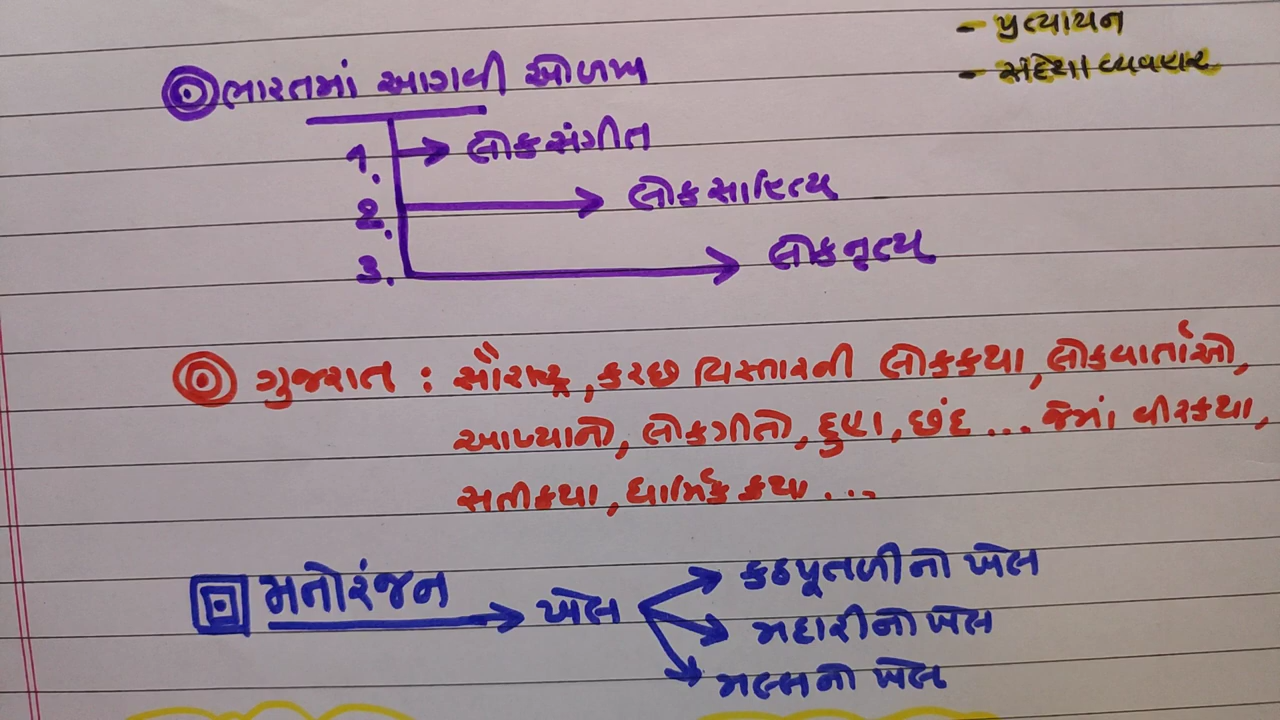 - પ્રત્યાયન
- સંદેશા વ્યવહાર
ભારતમાં આગવી ઓળખ
1. → લોકસંગીત
2. → લોકસાહિત્ય
3. → લોકનૃત્ય
ગુજરાત : સૌરાષ્ટ્ર, કચ્છ વિસ્તારની લોકકથા, લોકવાર્તાઓ,
આખ્યાનો, લોકગીતો, દુહા, છંદ ... જેમાં વીરકથા,
સતીકથા, ધાર્મિક કથા ...
મનોરંજન → ખેલ → કઠપૂતળીનો ખેલ
→ મદારીનો ખેલ
→ મલ્લનો ખેલ